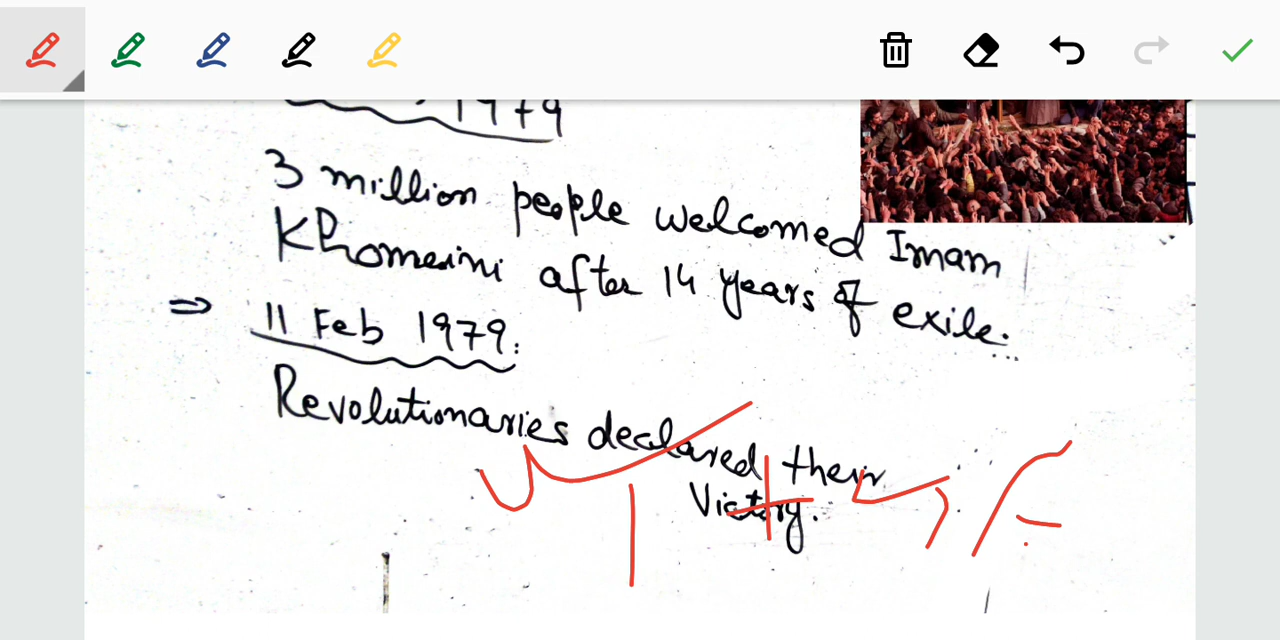 1979
3 million people welcomed Imam
Khomeini after 14 years of exile.
⇒ 11 Feb 1979:
Revolutionaries declared their
Victory.